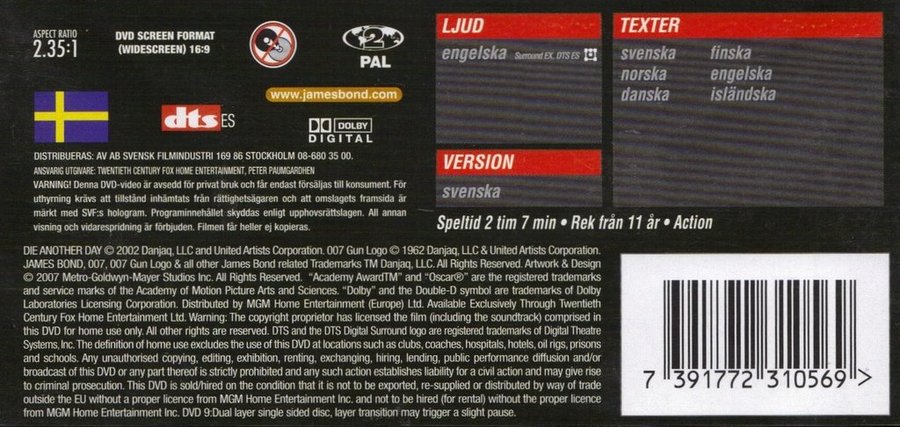 ASPECT RATIO
2.35:1
DVD SCREEN FORMAT
(WIDESCREEN) 16:9
2
PAL
www.jamesbond.com
dts ES
DOLBY
DIGITAL
DISTRIBUERAS: AV AB SVENSK FILMINDUSTRI 169 86 STOCKHOLM 08-680 35 00.
ANSVARIG UTGIVARE: TWENTIETH CENTURY FOX HOME ENTERTAINMENT, PETER PAUMGARDHEN
VARNING! Denna DVD-video är avsedd för privat bruk och får endast försäljas till konsument. För
uthyrning krävs att tillstånd inhämtats från rättighetsägaren och att omslagets framsida är
märkt med SVF:s hologram. Programinnehållet skyddas enligt upphovsrättslagen. All annan
visning och vidarespridning är förbjuden. Filmen får heller ej kopieras.
LJUD
engelska Surround EX, DTS ES
VERSION
svenska
TEXTER
svenska finska
norska engelska
danska isländska
Speltid 2 tim 7 min • Rek från 11 år • Action
DIE ANOTHER DAY © 2002 Danjaq, LLC and United Artists Corporation. 007 Gun Logo © 1962 Danjaq, LLC & United Artists Corporation.
JAMES BOND, 007, 007 Gun Logo & all other James Bond related Trademarks TM Danjaq, LLC. All Rights Reserved. Artwork & Design
© 2007 Metro-Goldwyn-Mayer Studios Inc. All Rights Reserved. "Academy AwardTM" and "Oscar®" are the registered trademarks
and service marks of the Academy of Motion Picture Arts and Sciences. "Dolby" and the Double-D symbol are trademarks of Dolby
Laboratories Licensing Corporation. Distributed by MGM Home Entertainment (Europe) Ltd. Available Exclusively Through Twentieth
Century Fox Home Entertainment Ltd. Warning: The copyright proprietor has licensed the film (including the soundtrack) comprised in
this DVD for home use only. All other rights are reserved. DTS and the DTS Digital Surround logo are registered trademarks of Digital Theatre
Systems, Inc. The definition of home use excludes the use of this DVD at locations such as clubs, coaches, hospitals, hotels, oil rigs, prisons
and schools. Any unauthorised copying, editing, exhibition, renting, exchanging, hiring, lending, public performance diffusion and/or
broadcast of this DVD or any part thereof is strictly prohibited and any such action establishes liability for a civil action and may give rise
to criminal prosecution. This DVD is sold/hired on the condition that it is not to be exported, re-supplied or distributed by way of trade
outside the EU without a proper licence from MGM Home Entertainment Inc. and not to be hired (for rental) without the proper licence
from MGM Home Entertainment Inc. DVD 9:Dual layer single sided disc, layer transition may trigger a slight pause.
7 391772 310569 >